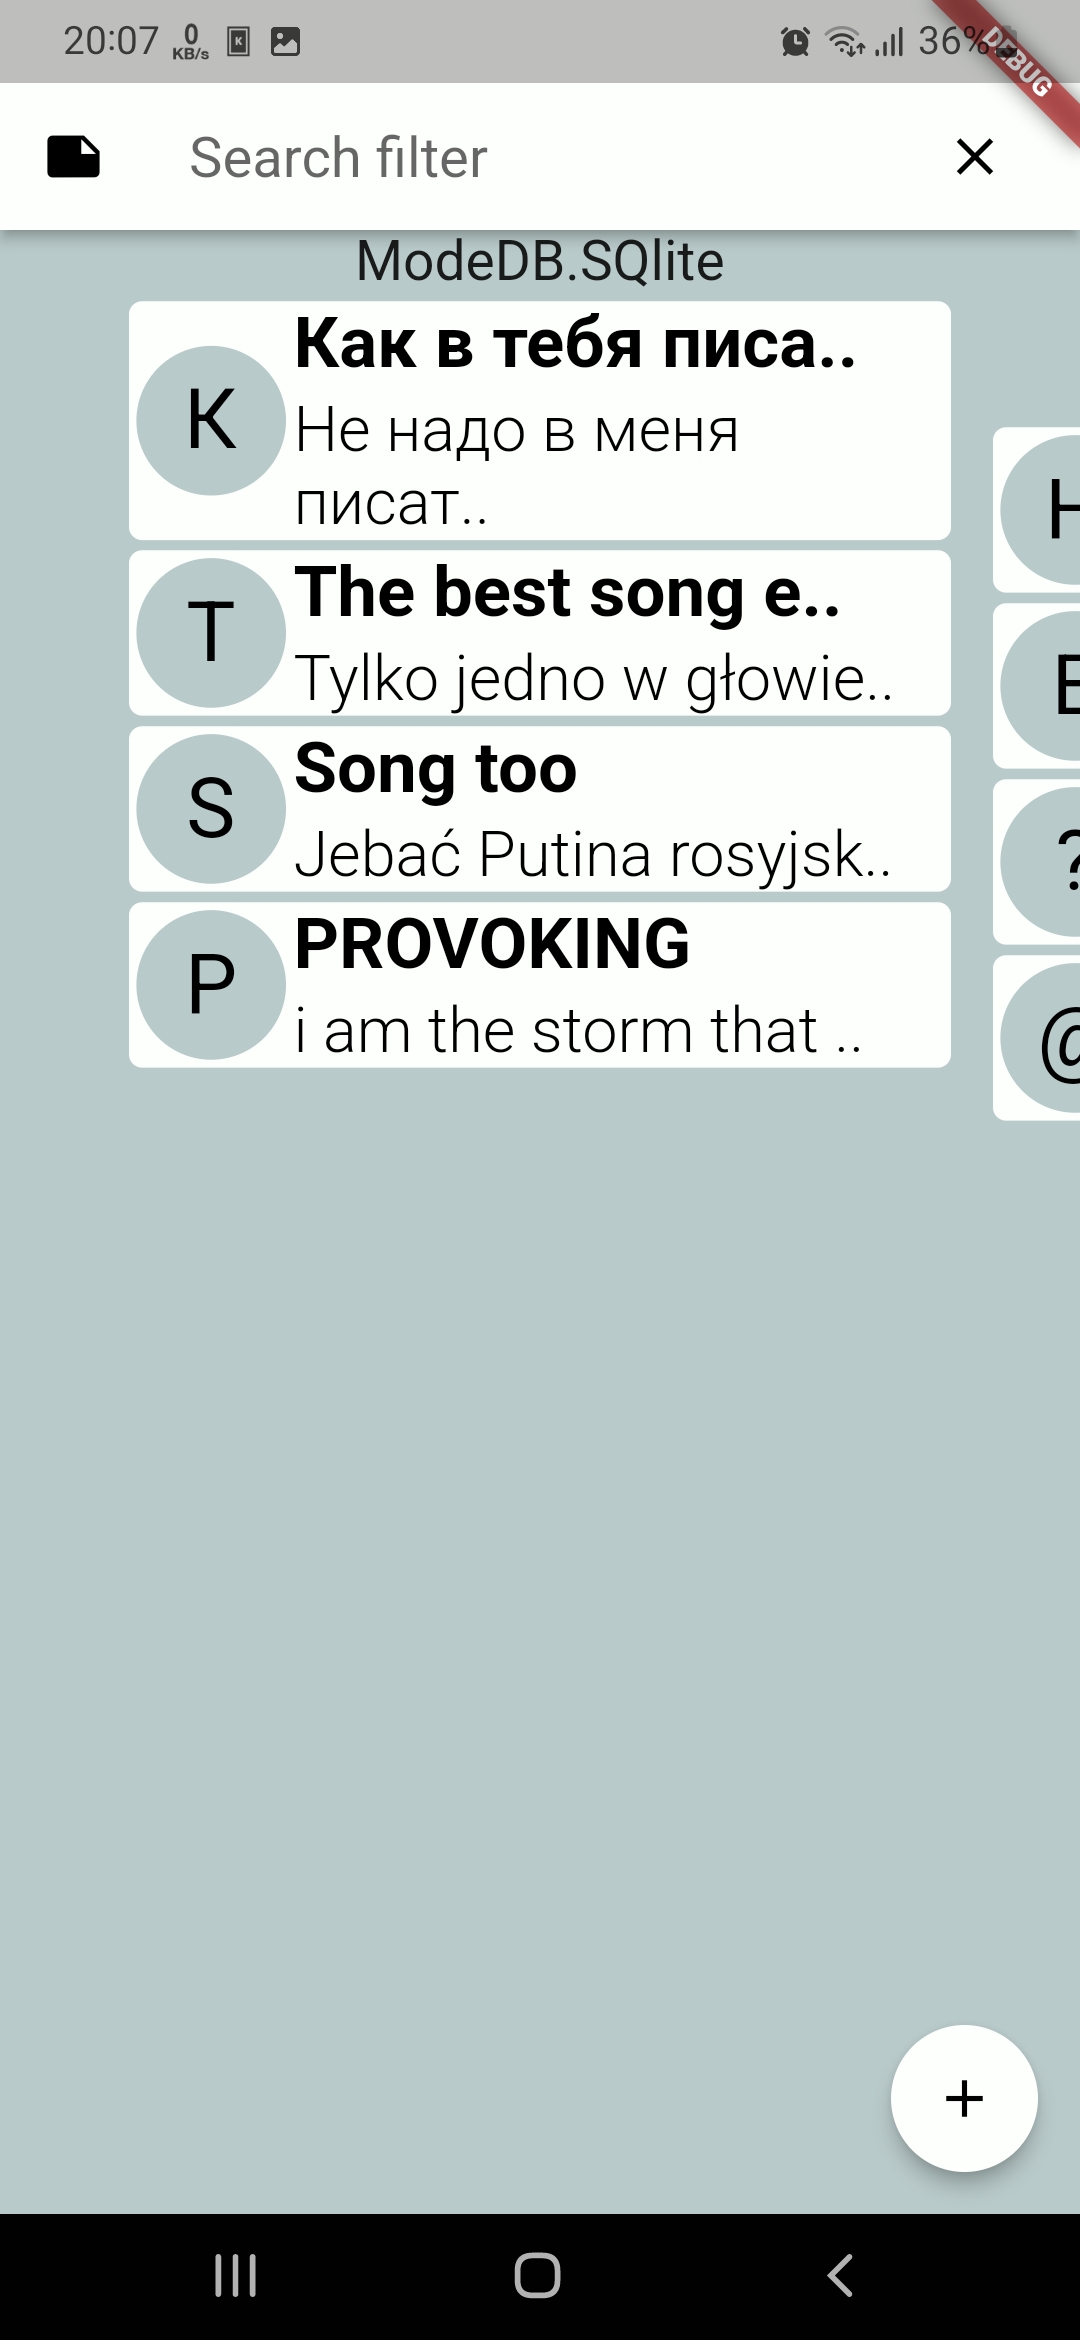 20:07
0
KB/s
K
36%
DEBUG
Search filter
ModeDB.SQlite
К
Как в тебя писа..
Не надо в меня
писат..
T
The best song e..
Tylko jedno w głowie..
S
Song too
Jebać Putina rosyjsk..
P
PROVOKING
i am the storm that ..
?
@